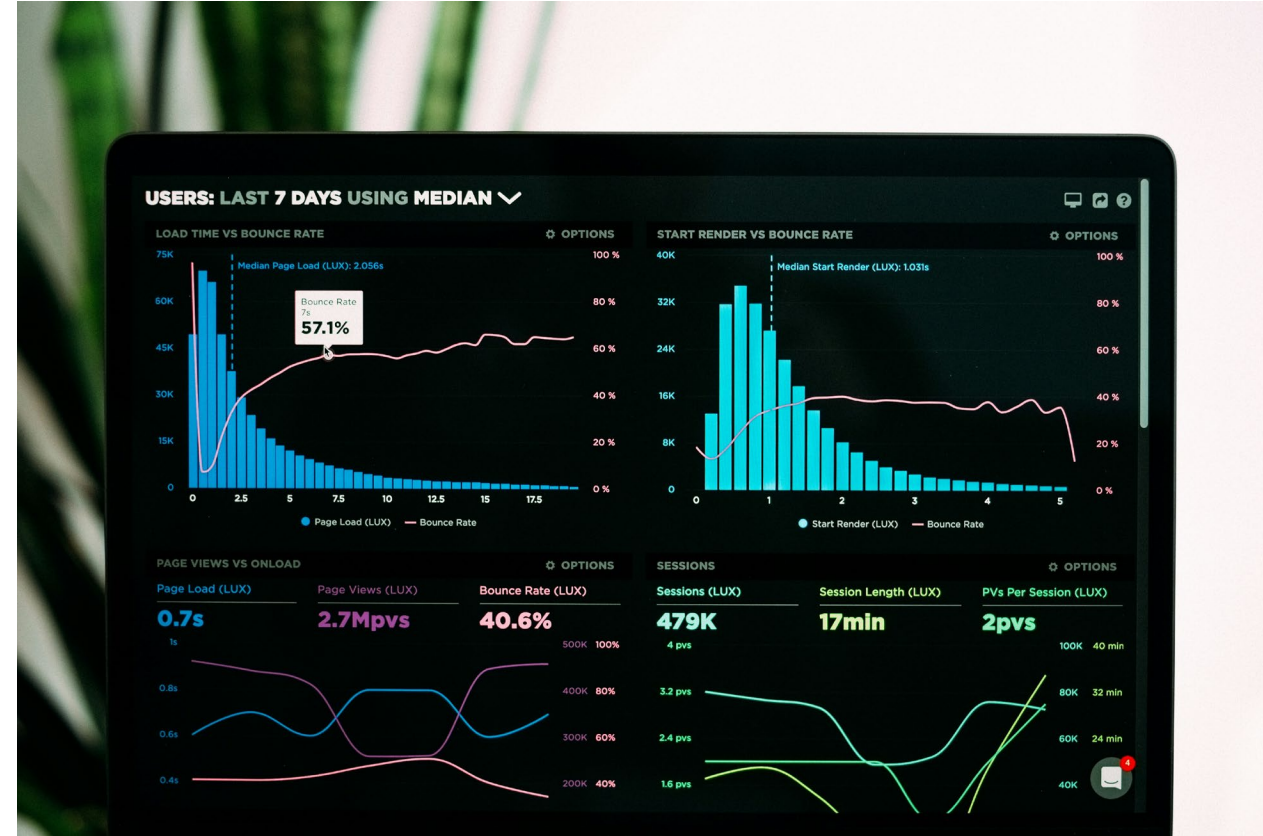 USERS: LAST 7 DAYS USING MEDIAN
LOAD TIME VS BOUNCE RATE
OPTIONS
75K
60K
45K
30K
15K
0
100 %
80 %
60 %
40 %
20 %
0 %
Median Page Load (LUX): 2.056s
Bounce Rate
7s
57.1%
0 2.5 5 7.5 10 12.5 15 17.5
Page Load (LUX) Bounce Rate
START RENDER VS BOUNCE RATE
OPTIONS
40K
32K
24K
16K
8K
0
100 %
80 %
60 %
40 %
20 %
0 %
Median Start Render (LUX): 1.031s
0 1 2 3 4 5
Start Render (LUX) Bounce Rate
PAGE VIEWS VS ONLOAD
OPTIONS
Page Load (LUX) Page Views (LUX) Bounce Rate (LUX)
0.7s 2.7Mpvs 40.6%
1s 500K 100%
0.8s 400K 80%
0.6s 300K 60%
0.4s 200K 40%
SESSIONS
OPTIONS
Sessions (LUX) Session Length (LUX) PVs Per Session (LUX)
479K 17min 2pvs
4 pvs 100K 40 min
3.2 pvs 80K 32 min
2.4 pvs 60K 24 min
1.6 pvs 40K
4